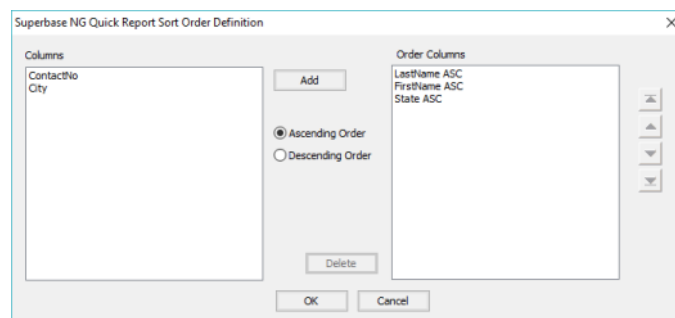 Superbase NG Quick Report Sort Order Definition
Columns
ContactNo
City
Add
Ascending Order
Descending Order
Delete
Order Columns
LastName ASC
FirstName ASC
State ASC
OK
Cancel